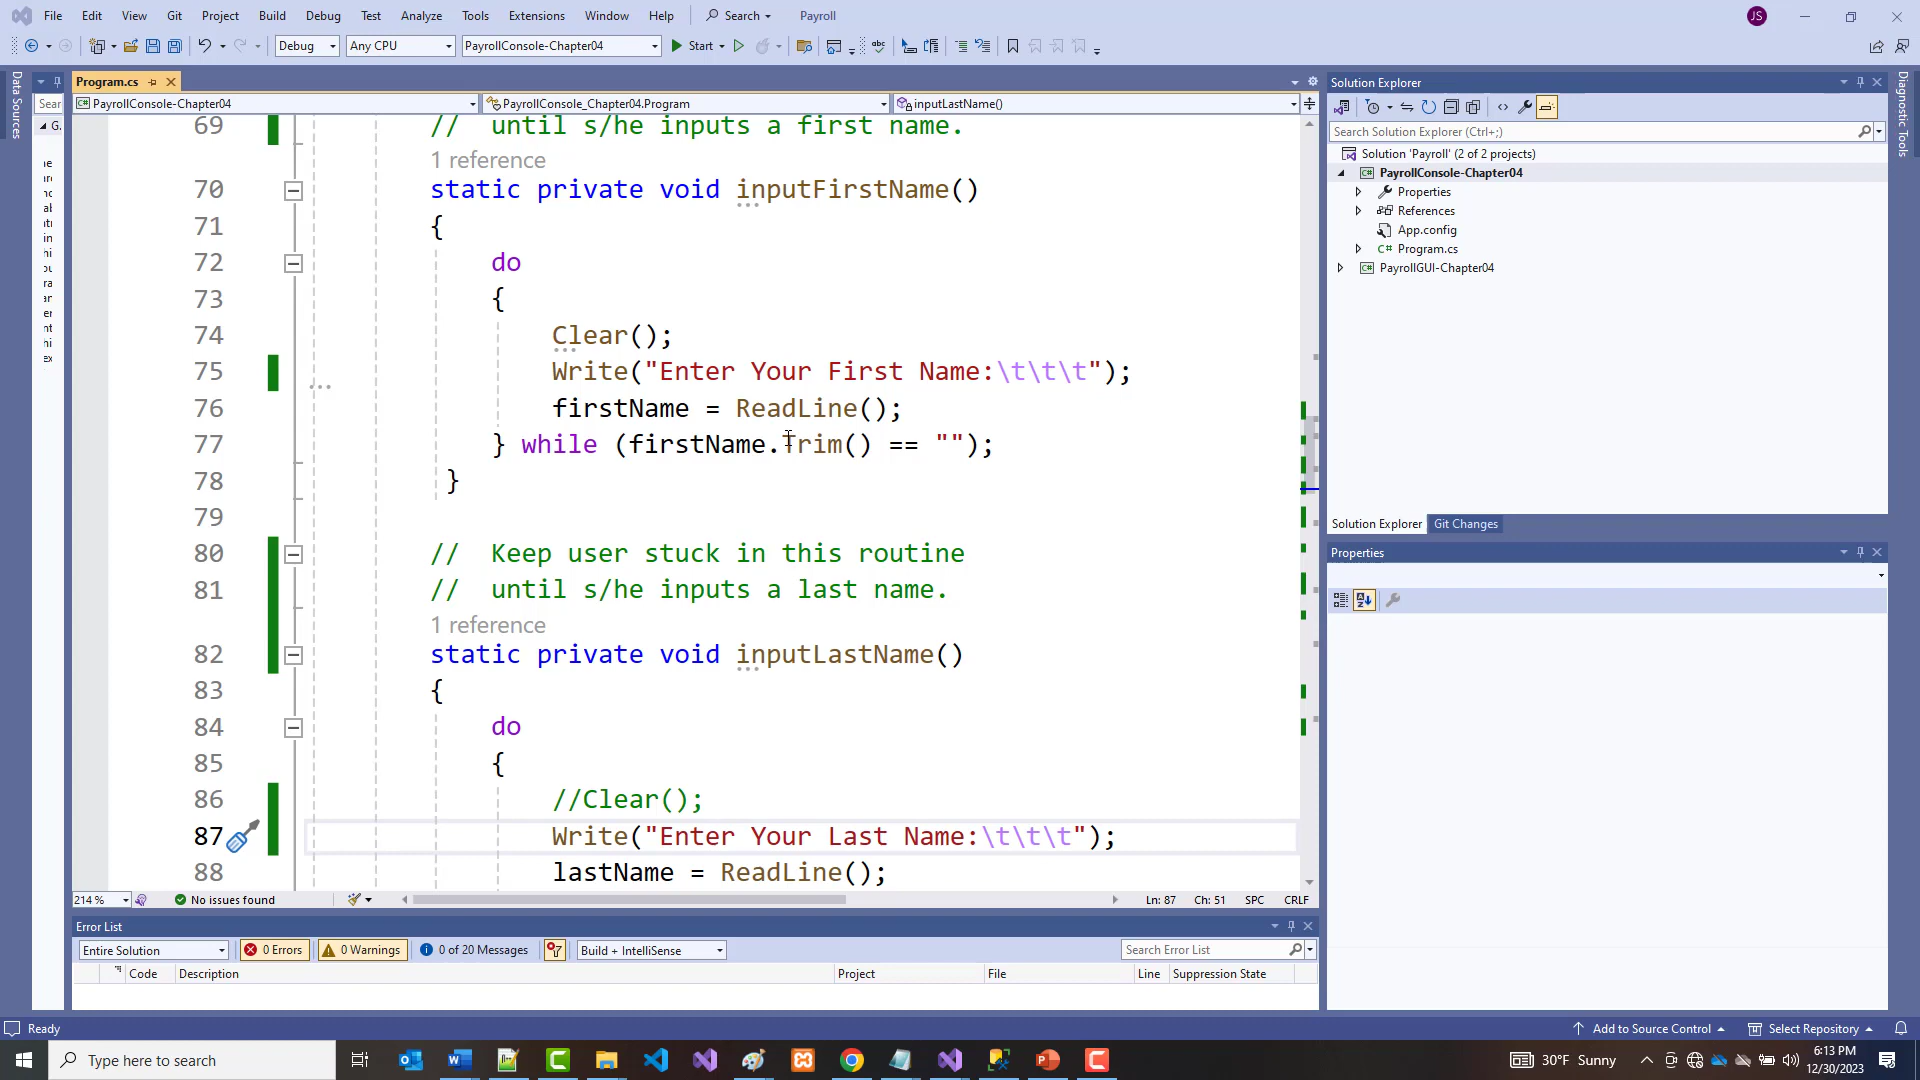 File Edit View Git Project Build Debug Test Analyze Tools Extensions Window Help Search Payroll JS
Debug Any CPU PayrollConsole-Chapter04 Start
Data Sources
Program.cs
Solution Explorer
Diagnostic Tools
PayrollConsole-Chapter04 PayrollConsole_Chapter04.Program inputLastName()
Search Solution Explorer (Ctrl+;)
Solution 'Payroll' (2 of 2 projects)
PayrollConsole-Chapter04
Properties
References
App.config
Program.cs
PayrollGUI-Chapter04
69 // until s/he inputs a first name.
1 reference
70 static private void inputFirstName()
71 {
72 do
73 {
74 Clear();
75 Write("Enter Your First Name:\t\t\t");
76 firstName = ReadLine();
77 } while (firstName.Trim() == "");
78 }
79
80 // Keep user stuck in this routine
81 // until s/he inputs a last name.
1 reference
82 static private void inputLastName()
83 {
84 do
85 {
86 //Clear();
87 Write("Enter Your Last Name:\t\t\t");
88 lastName = ReadLine();
Solution Explorer Git Changes
Properties
214 % No issues found Ln: 87 Ch: 51 SPC CRLF
Error List
Entire Solution 0 Errors 0 Warnings 0 of 20 Messages Build + IntelliSense Search Error List
Code Description Project File Line Suppression State
Ready Add to Source Control Select Repository
Type here to search 30°F Sunny 6:13 PM
12/30/2023